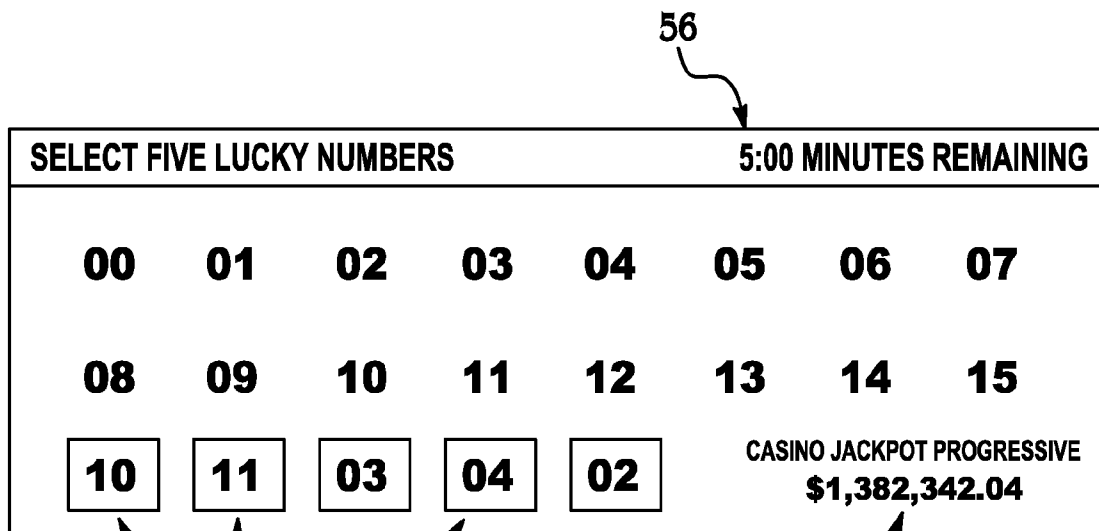 56
SELECT FIVE LUCKY NUMBERS 5:00 MINUTES REMAINING
00 01 02 03 04 05 06 07
08 09 10 11 12 13 14 15
CASINO JACKPOT PROGRESSIVE
10 11 03 04 02 $1,382,342.04